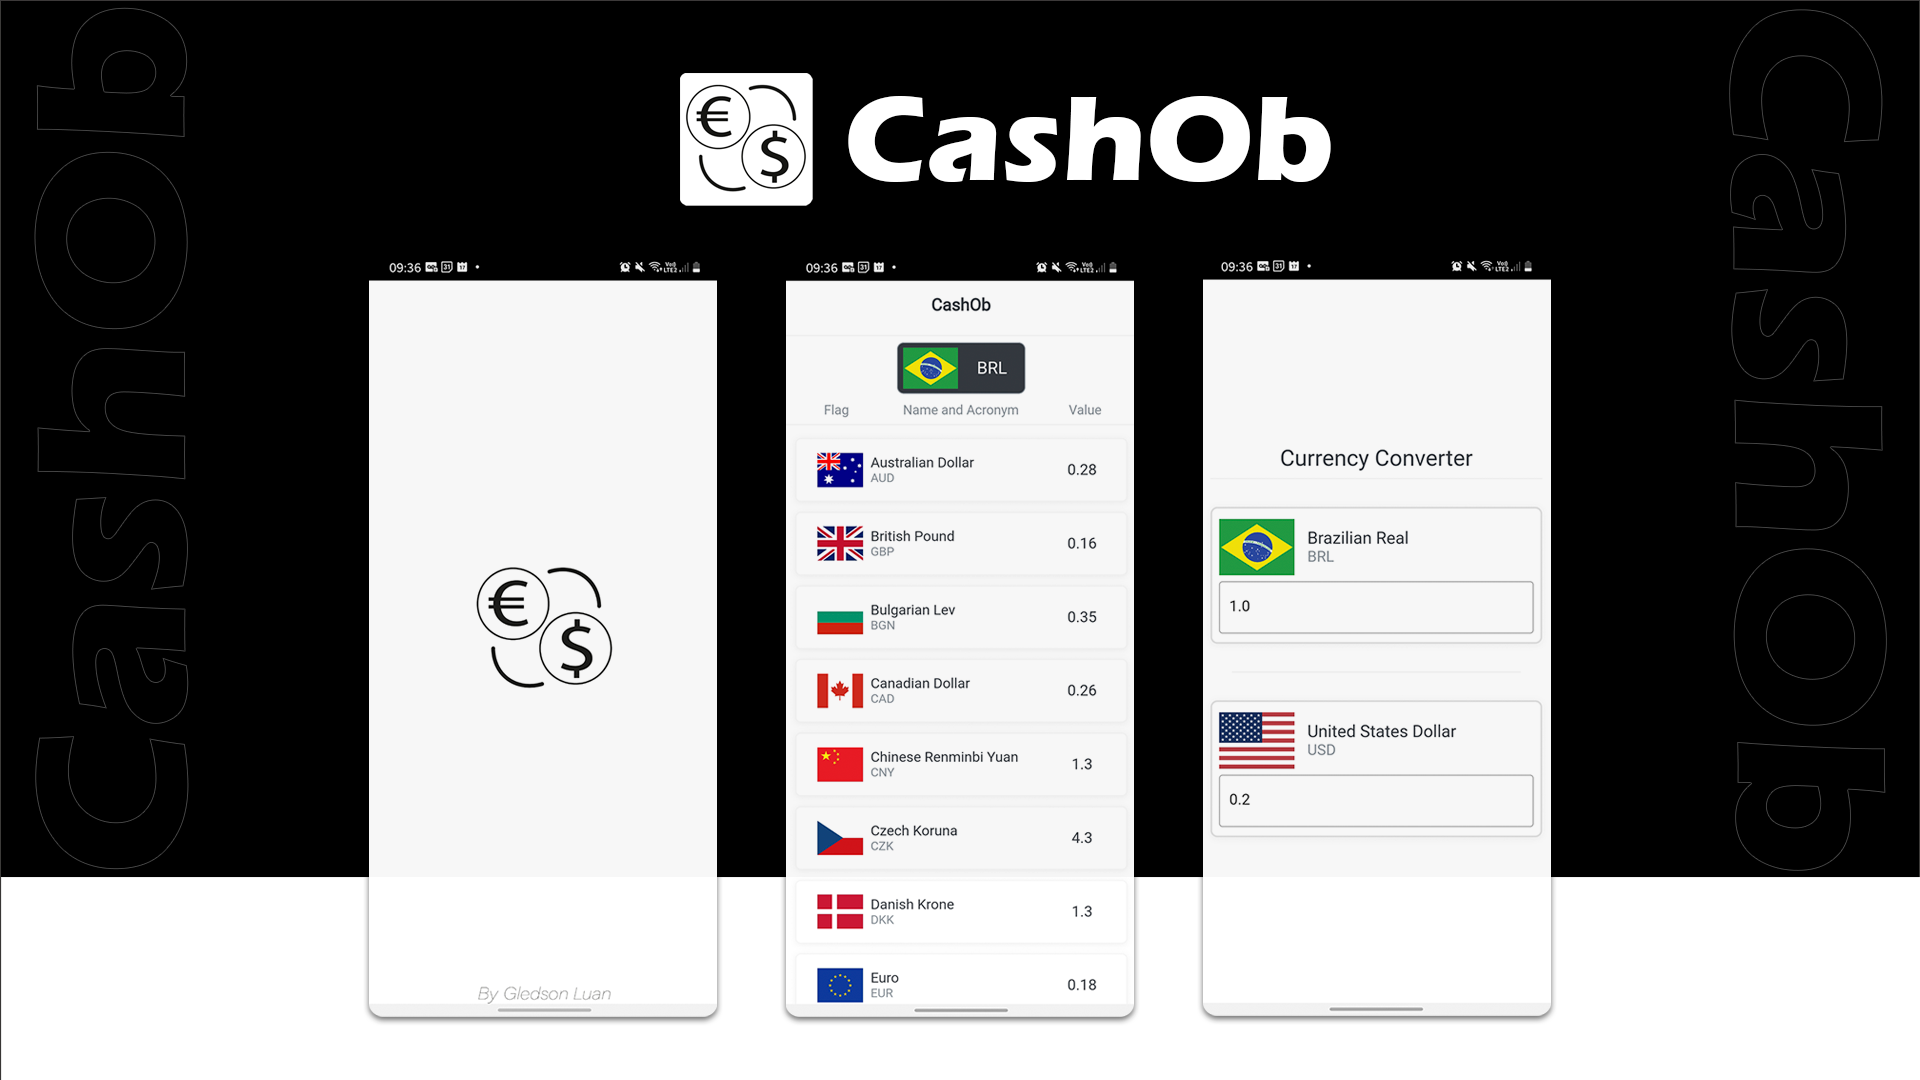 CashOb
CashOb
CashOb
09:36
By Gledson Luan
09:36
CashOb
BRL
Flag Name and Acronym Value
Australian Dollar
AUD
0.28
British Pound
GBP
0.16
Bulgarian Lev
BGN
0.35
Canadian Dollar
CAD
0.26
Chinese Renminbi Yuan
CNY
1.3
Czech Koruna
CZK
4.3
Danish Krone
DKK
1.3
Euro
EUR
0.18
09:36
Currency Converter
Brazilian Real
BRL
1.0
United States Dollar
USD
0.2